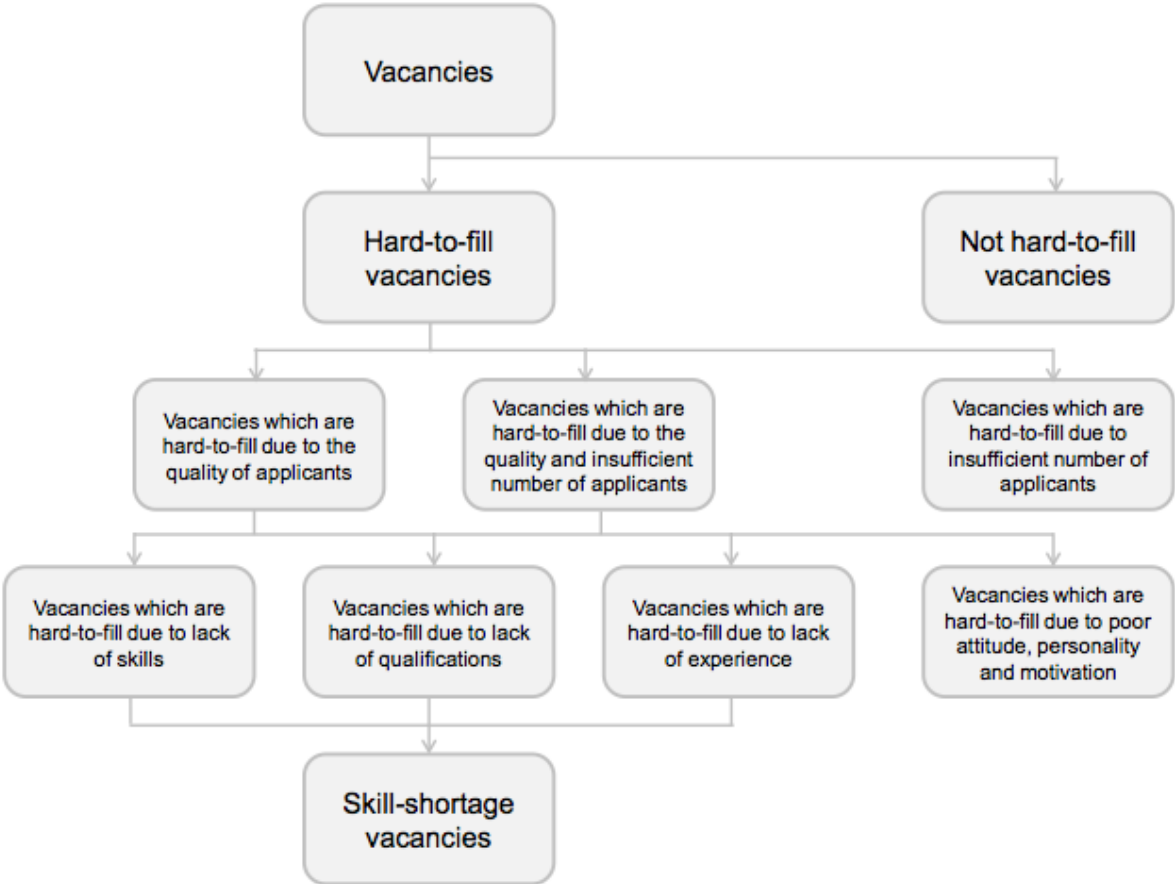 Vacancies
Hard-to-fill
vacancies
Not hard-to-fill
vacancies
Vacancies which are
hard-to-fill due to the
quality of applicants
Vacancies which are
hard-to-fill due to the
quality and insufficient
number of applicants
Vacancies which are
hard-to-fill due to
insufficient number of
applicants
Vacancies which are
hard-to-fill due to lack
of skills
Vacancies which are
hard-to-fill due to lack
of qualifications
Vacancies which are
hard-to-fill due to lack
of experience
Vacancies which are
hard-to-fill due to poor
attitude, personality
and motivation
Skill-shortage
vacancies